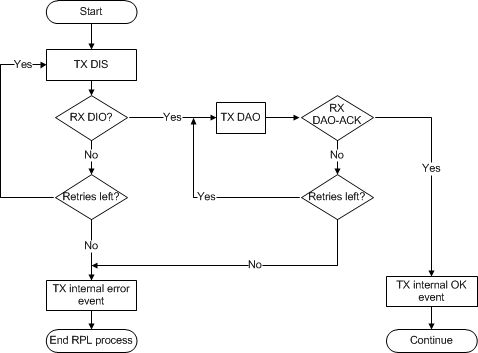 Start
Yes
TX DIS
RX DIO?
Yes
TX DAO
RX
DAO-ACK
No
No
Yes
Retries left?
Yes
Retries left?
No
No
TX internal error
event
TX internal OK
event
End RPL process
Continue